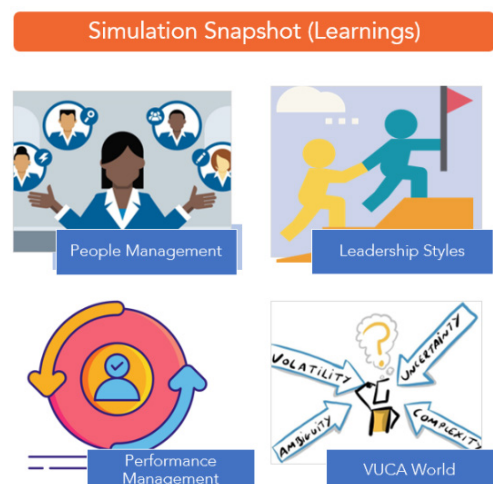 Simulation Snapshot (Learnings)
People Management
Leadership Styles
Performance
Management
VOLATILITY
UNCERTAINTY
AMBIGUITY
COMPLEXITY
VUCA World